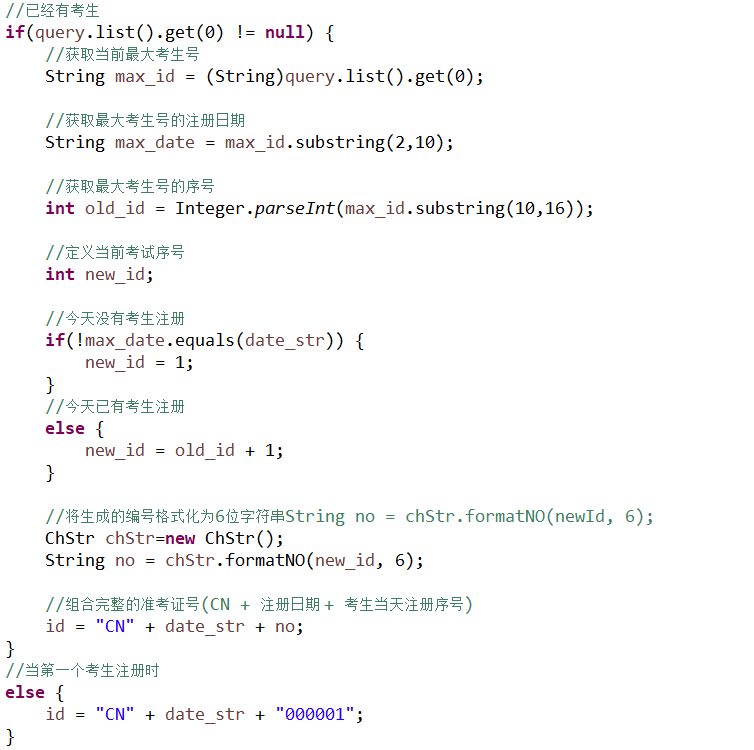 //已经有考生
if(query.list().get(0) != null) {
    //获取当前最大考生号
    String max_id = (String)query.list().get(0);

    //获取最大考生号的注册日期
    String max_date = max_id.substring(2,10);

    //获取最大考生号的序号
    int old_id = Integer.parseInt(max_id.substring(10,16));

    //定义当前考试序号
    int new_id;

    //今天没有考生注册
    if(!max_date.equals(date_str)) {
        new_id = 1;
    }
    //今天已有考生注册
    else {
        new_id = old_id + 1;
    }

    //将生成的编号格式化为6位字符串String no = chStr.formatNO(newId, 6);
    ChStr chStr=new ChStr();
    String no = chStr.formatNO(new_id, 6);

    //组合完整的准考证号(CN + 注册日期+ 考生当天注册序号)
    id = "CN" + date_str + no;
}
//当第一个考生注册时
else {
    id = "CN" + date_str + "000001";
}